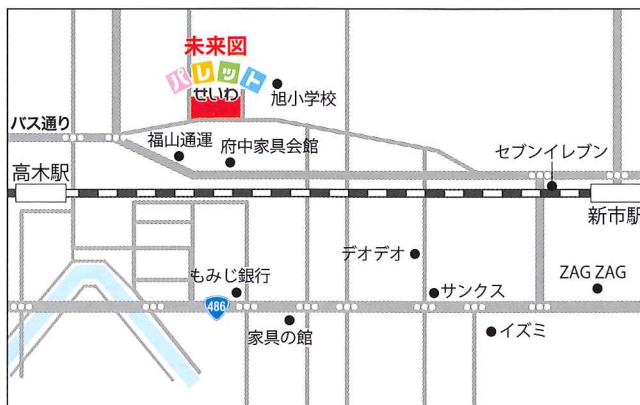 未来図
パレット
せいわ
旭小学校
バス通り
福山通運
府中家具会館
セブンイレブン
高木駅
新市駅
デオデオ
ZAG ZAG
もみじ銀行
サンクス
486
家具の館
イズミ